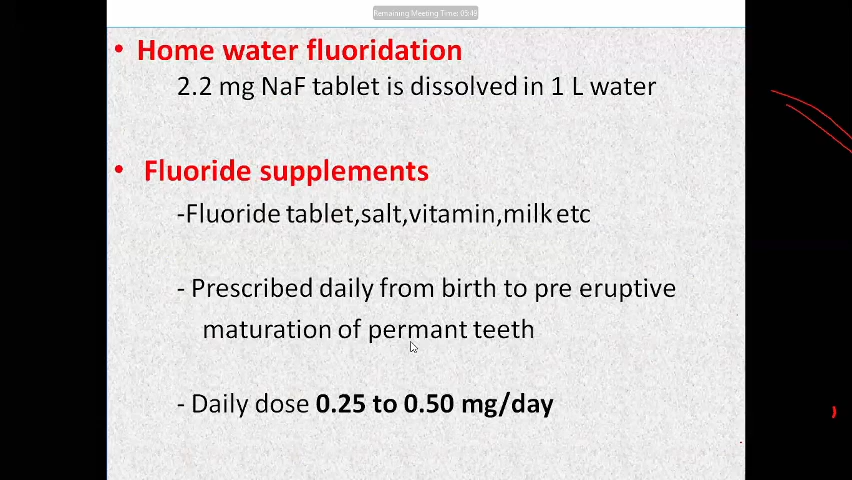 Remaining Meeting Time: 05:49
• Home water fluoridation
2.2 mg NaF tablet is dissolved in 1 L water
• Fluoride supplements
-Fluoride tablet,salt,vitamin,milk etc
- Prescribed daily from birth to pre eruptive
maturation of permant teeth
- Daily dose 0.25 to 0.50 mg/day